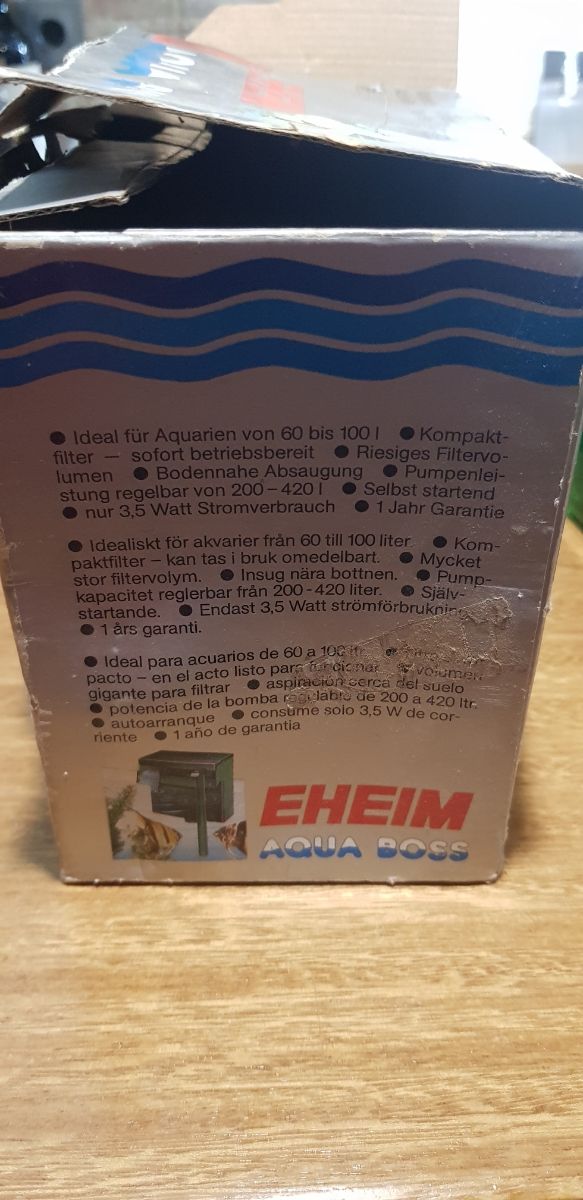 ● Ideal für Aquarien von 60 bis 100 l ● Kompakt-
filter — sofort betriebsbereit ● Riesiges Filtervo-
lumen ● Bodennahe Absaugung ● Pumpenlei-
stung regelbar von 200–420 l ● Selbst startend
● nur 3,5 Watt Stromverbrauch ● 1 Jahr Garantie
● Idealiskt för akvarier från 60 till 100 liter. ● Kom-
paktfilter – kan tas i bruk omedelbart. ● Mycket
stor filtervolym. ● Insug nära bottnen. ● Pump-
kapacitet reglerbar från 200-420 liter. ● Själv-
startande. ● Endast 3,5 Watt strömförbrukning
● 1 års garanti.
● Ideal para acuarios de 60 a 100 ltr.
pacto – en el acto listo para funcionar ● volumen
gigante para filtrar ● aspiración cerca del suelo
● potencia de la bomba regulable de 200 a 420 ltr.
● autoarranque ● consume solo 3,5 W de cor-
riente ● 1 año de garantia
EHEIM
AQUA BOSS